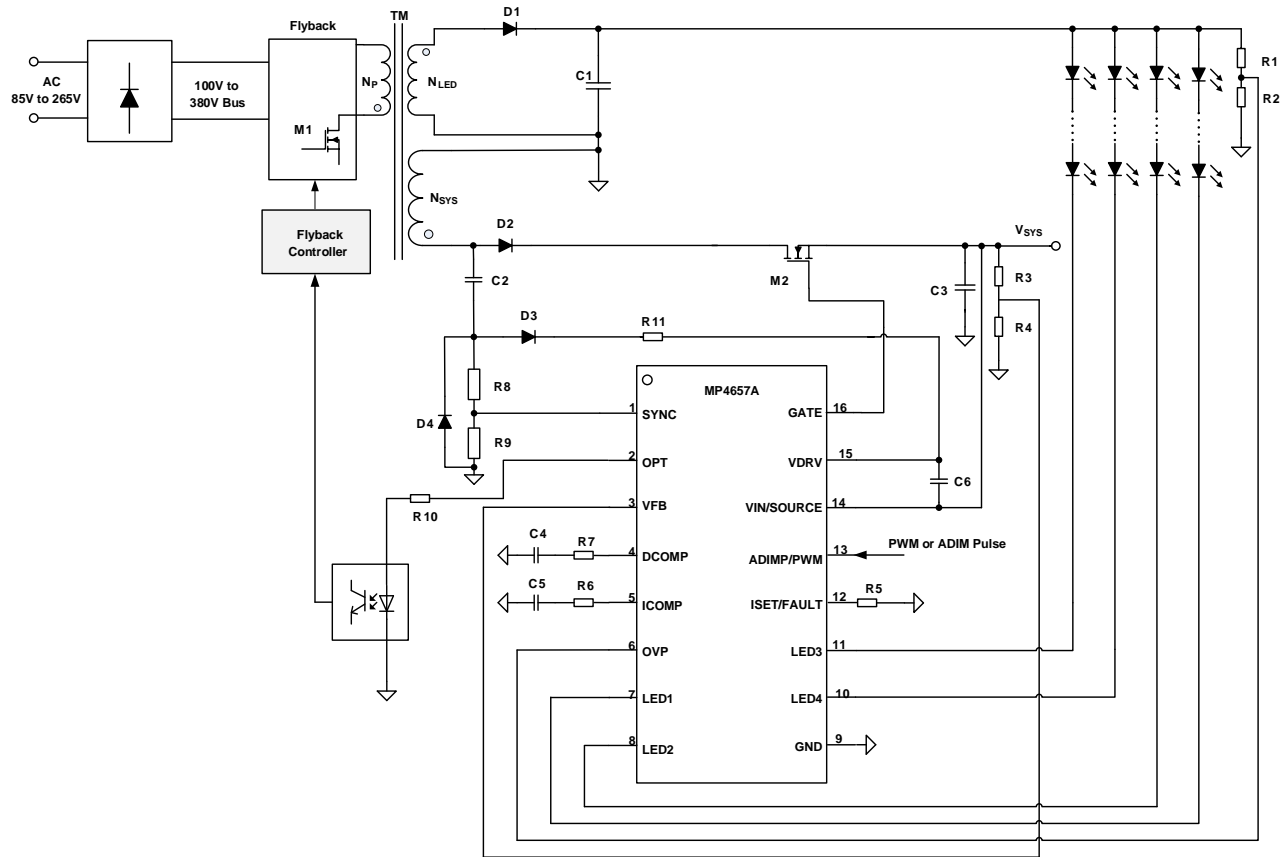 TM
Flyback
D1
AC
85V to 265V
100V to
380V Bus
NP
NLED
C1
R1
R2
M1
NSYS
Flyback
Controller
D2
VSYS
M2
C2
C3
R3
R4
D3
R11
MP4657A
R8
D4
R9
1 SYNC
GATE 16
2 OPT
VDRV 15
C6
R10
3 VFB
VIN/SOURCE 14
C4
R7
4 DCOMP
ADIMP/PWM 13
PWM or ADIM Pulse
C5
R6
5 ICOMP
ISET/FAULT 12
R5
6 OVP
LED3 11
7 LED1
LED4 10
8 LED2
GND 9